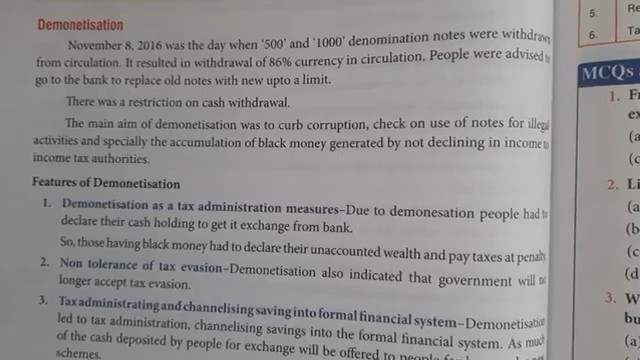 Demonetisation
November 8, 2016 was the day when '500' and '1000' denomination notes were withdrawn
from circulation. It resulted in withdrawal of 86% currency in circulation. People were advised to
go to the bank to replace old notes with new upto a limit.
There was a restriction on cash withdrawal.
The main aim of demonetisation was to curb corruption, check on use of notes for illegal
activities and specially the accumulation of black money generated by not declining in income to
income tax authorities.
Features of Demonetisation
1. Demonetisation as a tax administration measures–Due to demonesation people had to
declare their cash holding to get it exchange from bank.
So, those having black money had to declare their unaccounted wealth and pay taxes at penalty
2. Non tolerance of tax evasion–Demonetisation also indicated that government will no
longer accept tax evasion.
3. Tax administrating and channelising saving into formal financial system–Demonetisation
led to tax administration, channelising savings into the formal financial system. As much
of the cash deposited by people for exchange will be offered to people
schemes.
5. Re
6. Ta
MCQs
1. F
ex
(a
(c
2. Li
(a
(b
(c
(d
3. W
bu
(a